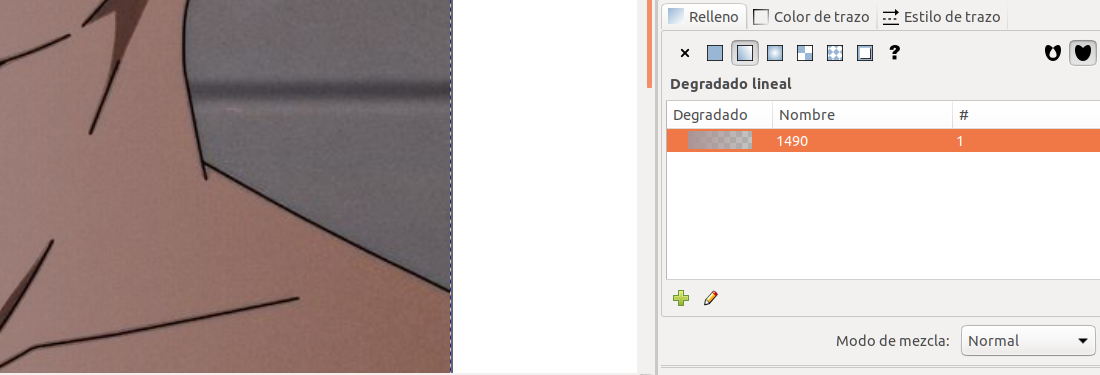 Relleno Color de trazo Estilo de trazo
?
Degradado lineal
Degradado Nombre #
1490 1
Modo de mezcla: Normal